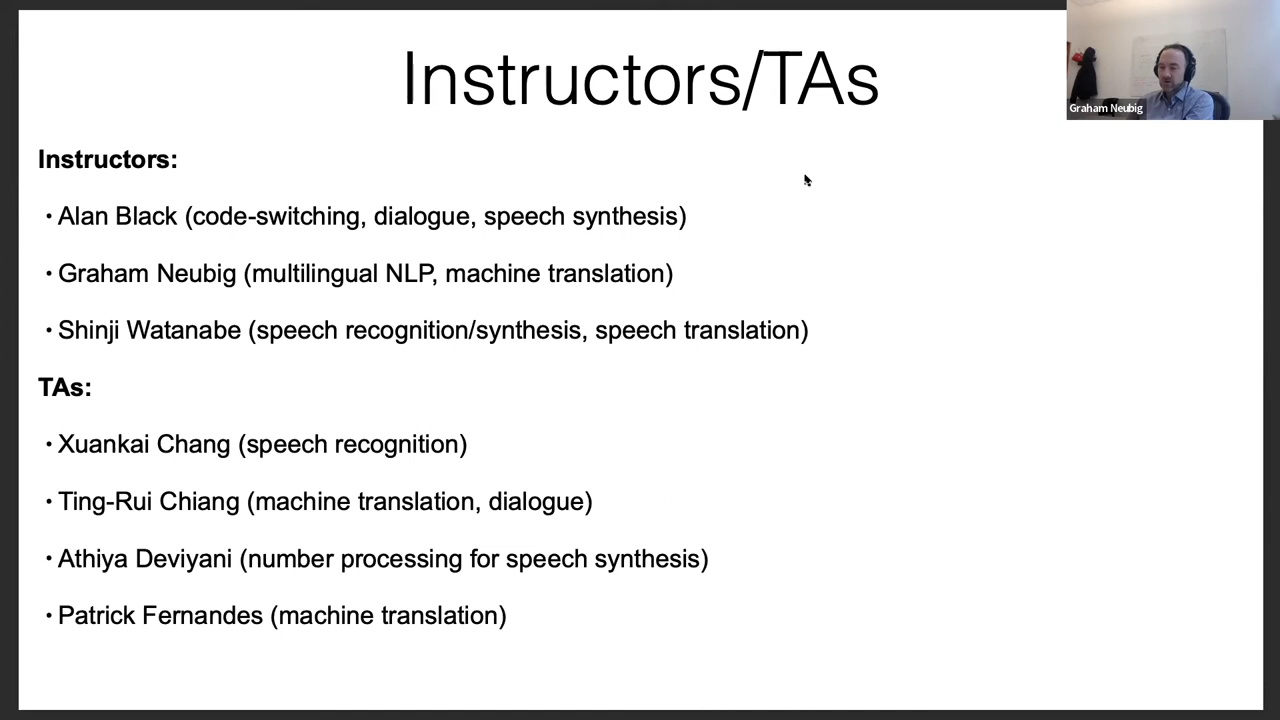 Instructors/TAs
Graham Neubig
Instructors:
• Alan Black (code-switching, dialogue, speech synthesis)
• Graham Neubig (multilingual NLP, machine translation)
• Shinji Watanabe (speech recognition/synthesis, speech translation)
TAs:
• Xuankai Chang (speech recognition)
• Ting-Rui Chiang (machine translation, dialogue)
• Athiya Deviyani (number processing for speech synthesis)
• Patrick Fernandes (machine translation)